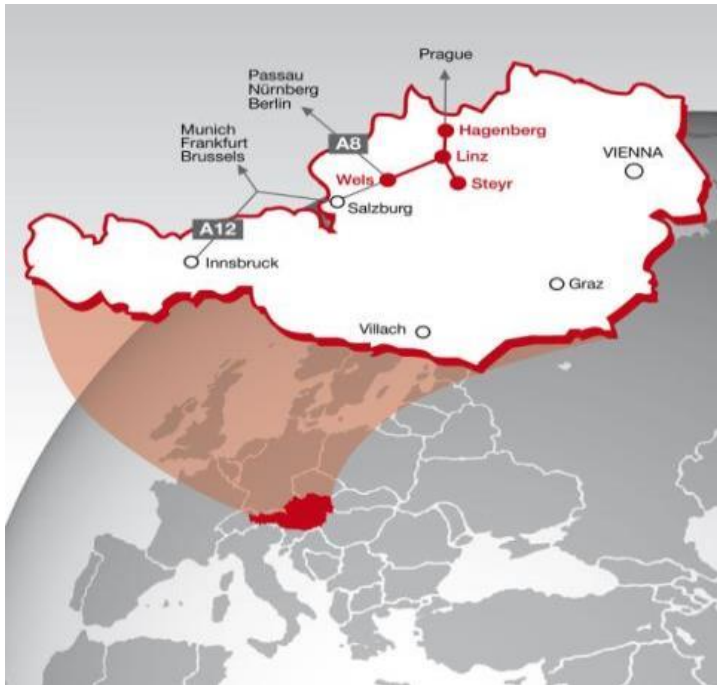 Prague
Passau
Nürnberg
Berlin
Munich
Frankfurt
Brussels
A8
Hagenberg
Linz
VIENNA
Wels
Steyr
Salzburg
A12
Innsbruck
Graz
Villach